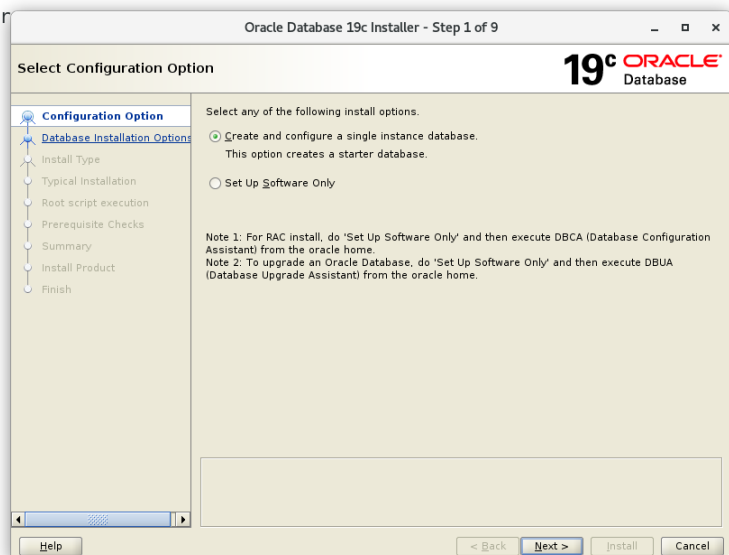 Oracle Database 19c Installer - Step 1 of 9
Select Configuration Option
19c ORACLE
Database
Configuration Option
Database Installation Options
Install Type
Typical Installation
Root script execution
Prerequisite Checks
Summary
Install Product
Finish
Select any of the following install options.
Create and configure a single instance database.
This option creates a starter database.
Set Up Software Only
Note 1: For RAC install, do 'Set Up Software Only' and then execute DBCA (Database Configuration
Assistant) from the oracle home.
Note 2: To upgrade an Oracle Database, do 'Set Up Software Only' and then execute DBUA
(Database Upgrade Assistant) from the oracle home.
Help
< Back
Next >
Install
Cancel